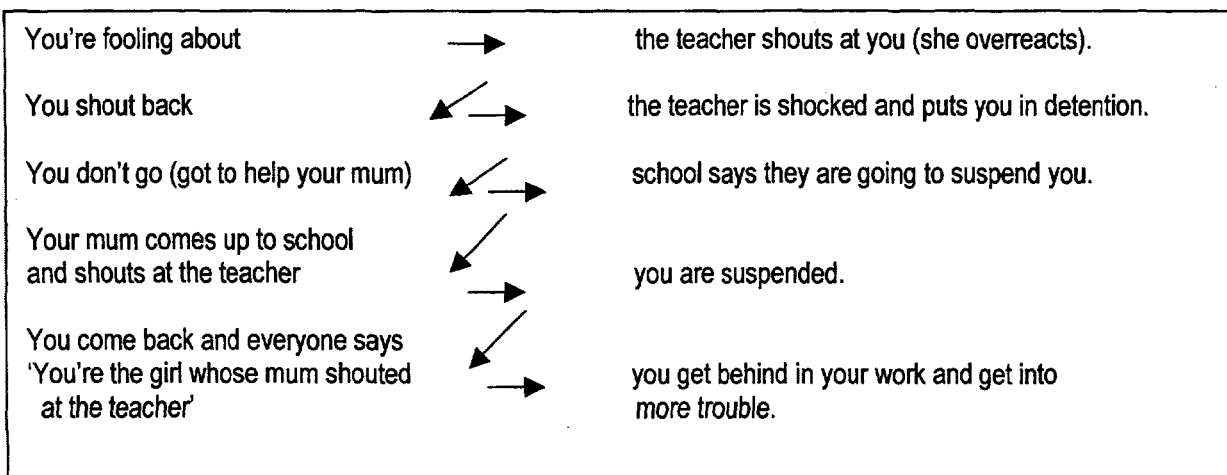 You're fooling about
the teacher shouts at you (she overreacts).
You shout back
the teacher is shocked and puts you in detention.
You don't go (got to help your mum)
school says they are going to suspend you.
Your mum comes up to school
and shouts at the teacher
you are suspended.
You come back and everyone says
'You're the girl whose mum shouted
at the teacher'
you get behind in your work and get into
more trouble.